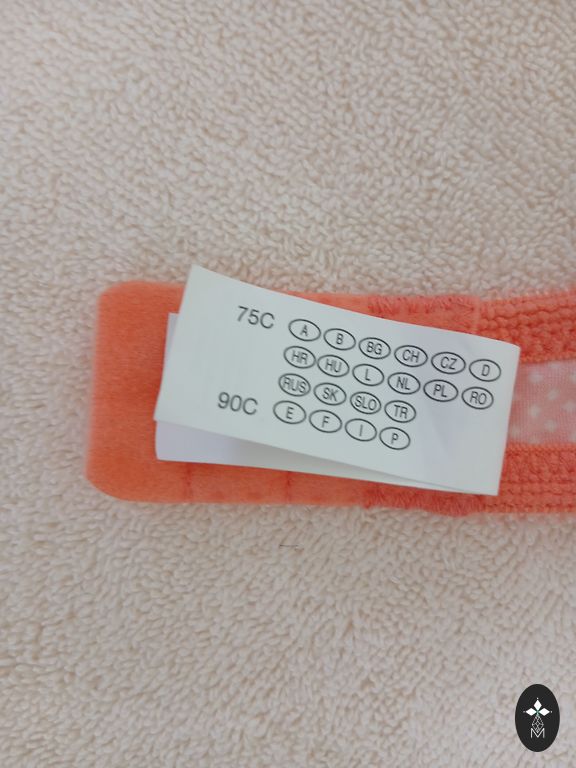 75C A B BG CH CZ D
HR HU L NL PL RO
RUS SK SLO TR
90C E F I P
M